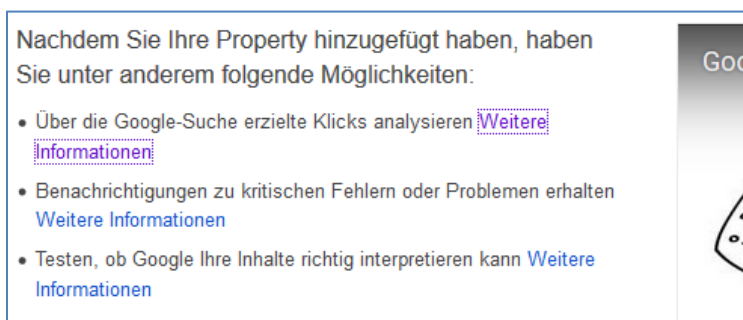 Nachdem Sie Ihre Property hinzugefügt haben, haben
Sie unter anderem folgende Möglichkeiten:
• Über die Google-Suche erzielte Klicks analysieren Weitere
Informationen
• Benachrichtigungen zu kritischen Fehlern oder Problemen erhalten
Weitere Informationen
• Testen, ob Google Ihre Inhalte richtig interpretieren kann Weitere
Informationen
Goo